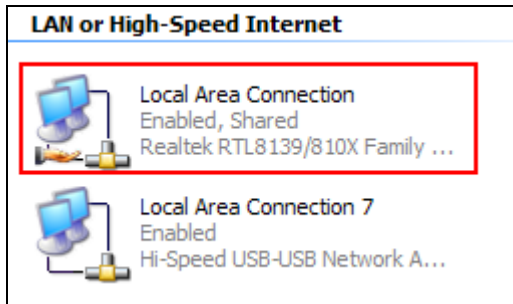 LAN or High-Speed Internet
Local Area Connection
Enabled, Shared
Realtek RTL8139/810X Family ...
Local Area Connection 7
Enabled
Hi-Speed USB-USB Network A...